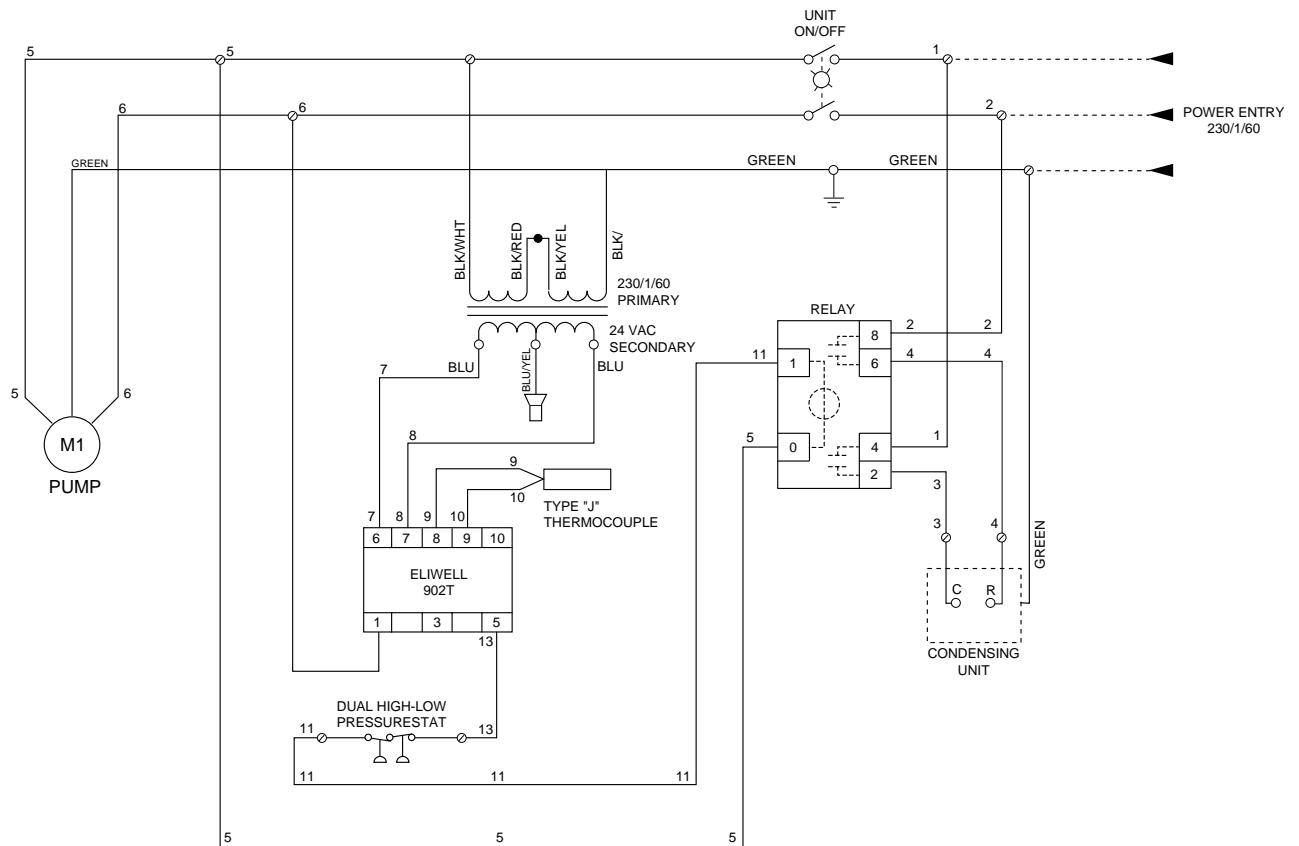 UNIT
ON/OFF
5
5
1
6
6
2
POWER ENTRY
230/1/60
GREEN
GREEN
GREEN
BLK/WHT
BLK/RED
BLK/YEL
BLK/
230/1/60
PRIMARY
RELAY
24 VAC
SECONDARY
8
2
2
11
1
6
4
4
BLU
BLU/YEL
BLU
7
5
6
M1
PUMP
8
5
0
4
1
2
3
9
10
TYPE "J"
THERMOCOUPLE
7
8
9
10
3
4
GREEN
6
7
8
9
10
ELIWELL
902T
C
R
1
3
5
13
CONDENSING
UNIT
DUAL HIGH-LOW
PRESSURESTAT
11
13
11
11
11
5
5
5